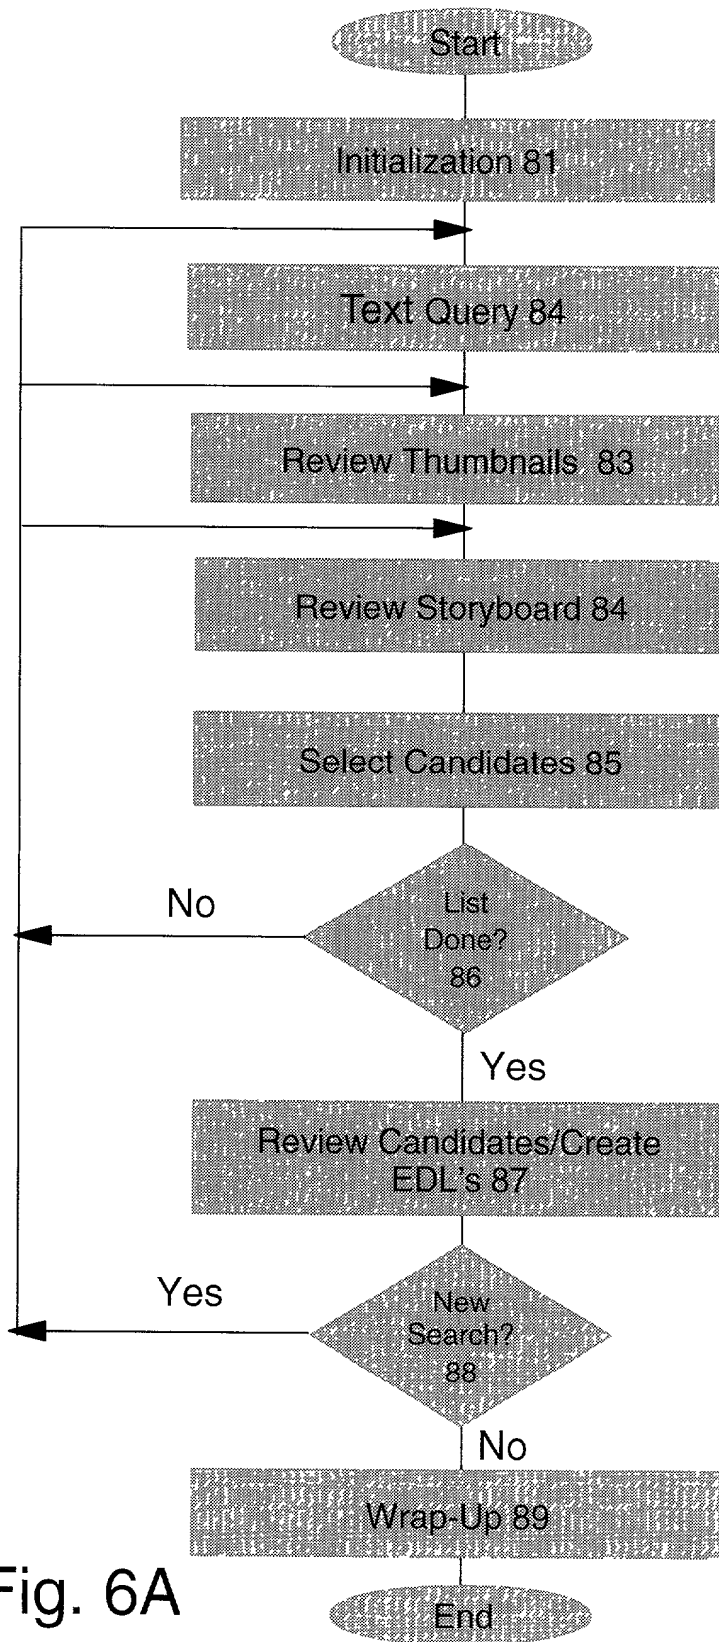 Start
Initialization 81
Text Query 84
Review Thumbnails 83
Review Storyboard 84
Select Candidates 85
No
List
Done?
86
Yes
Review Candidates/Create
EDL's 87
Yes
New
Search?
88
No
Wrap-Up 89
Fig. 6A
End